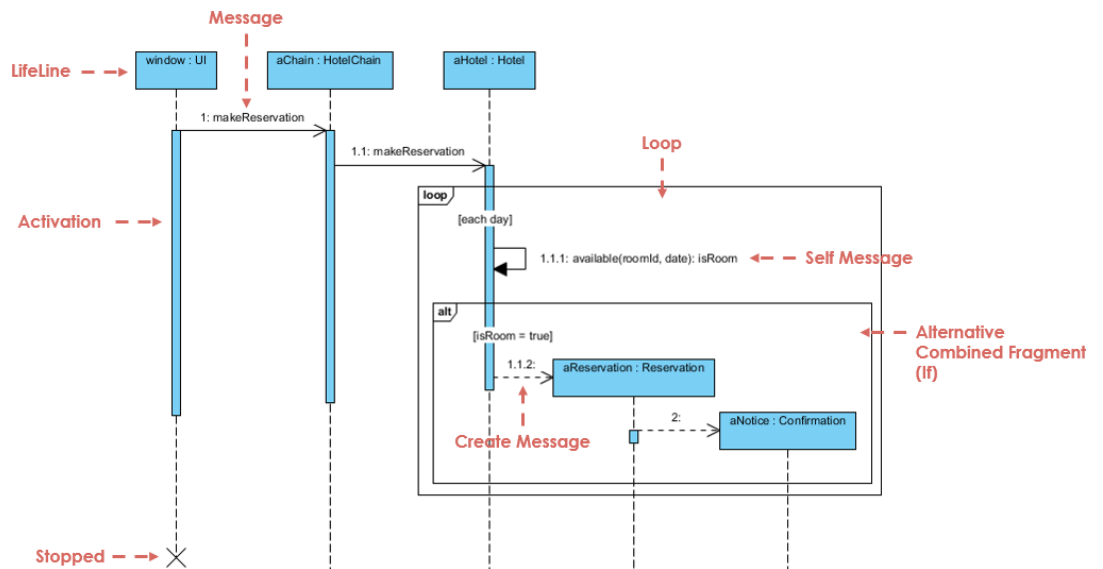 Message
LifeLine
window : UI
aChain : HotelChain
aHotel : Hotel
1: makeReservation
1.1: makeReservation
Loop
loop
Activation
[each day]
1.1.1: available(roomId, date): isRoom
Self Message
alt
[isRoom = true]
Alternative
Combined Fragment
(If)
1.1.2:
aReservation : Reservation
2:
aNotice : Confirmation
Create Message
Stopped